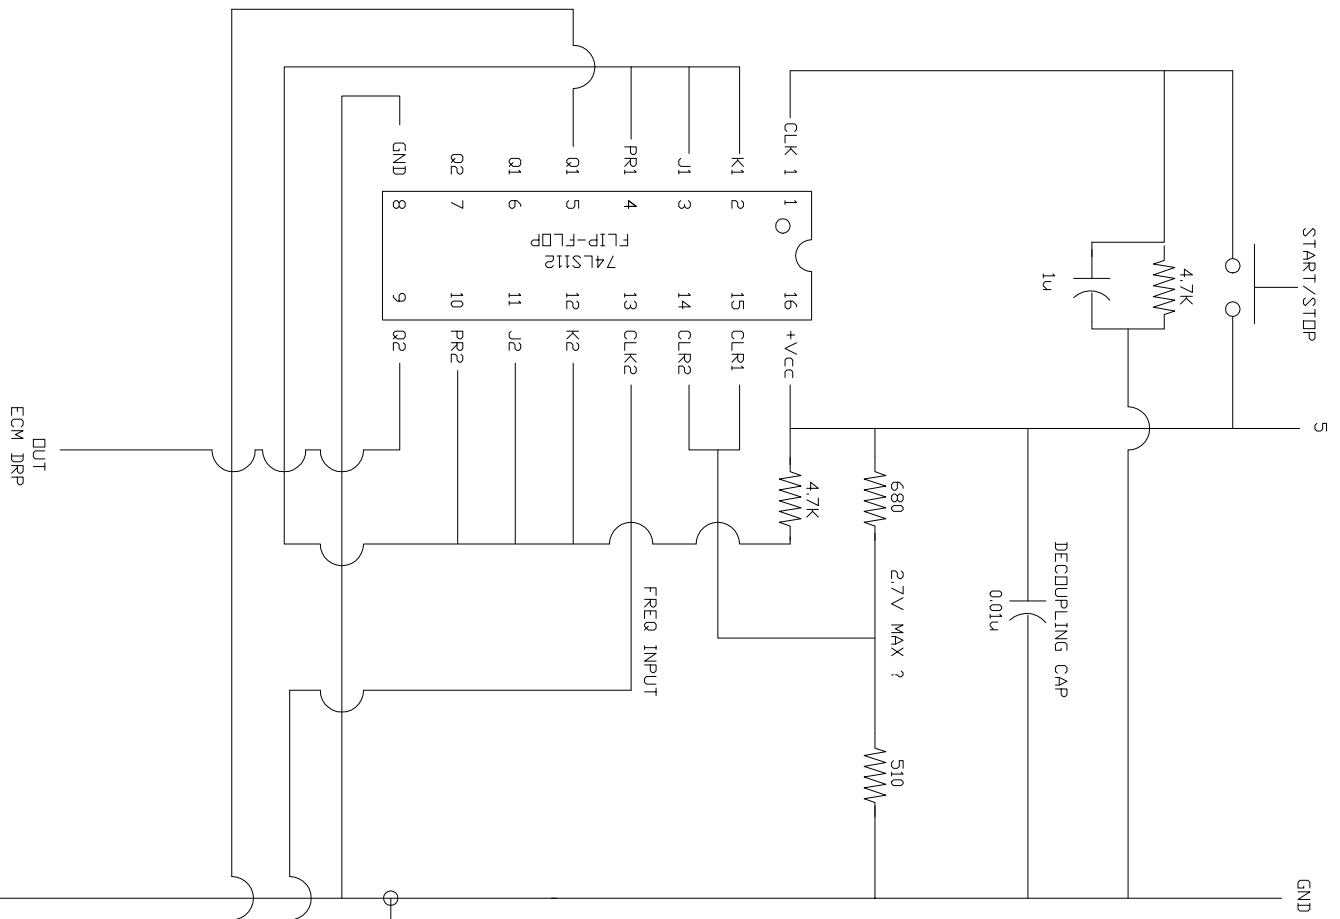 START/STOP
5
GND
4.7K
1u
DECOUPLING CAP
0.01u
680
2.7V MAX ?
510
4.7K
FREQ INPUT
CLK 1
K1
J1
PR1
Q1
Q1
Q2
GND
1
2
3
4
5
6
7
8
74LS112
FLIP-FLOP
16
15
14
13
12
11
10
9
+Vcc
CLR1
CLR2
CLK2
K2
J2
PR2
Q2
OUT
ECM DRP